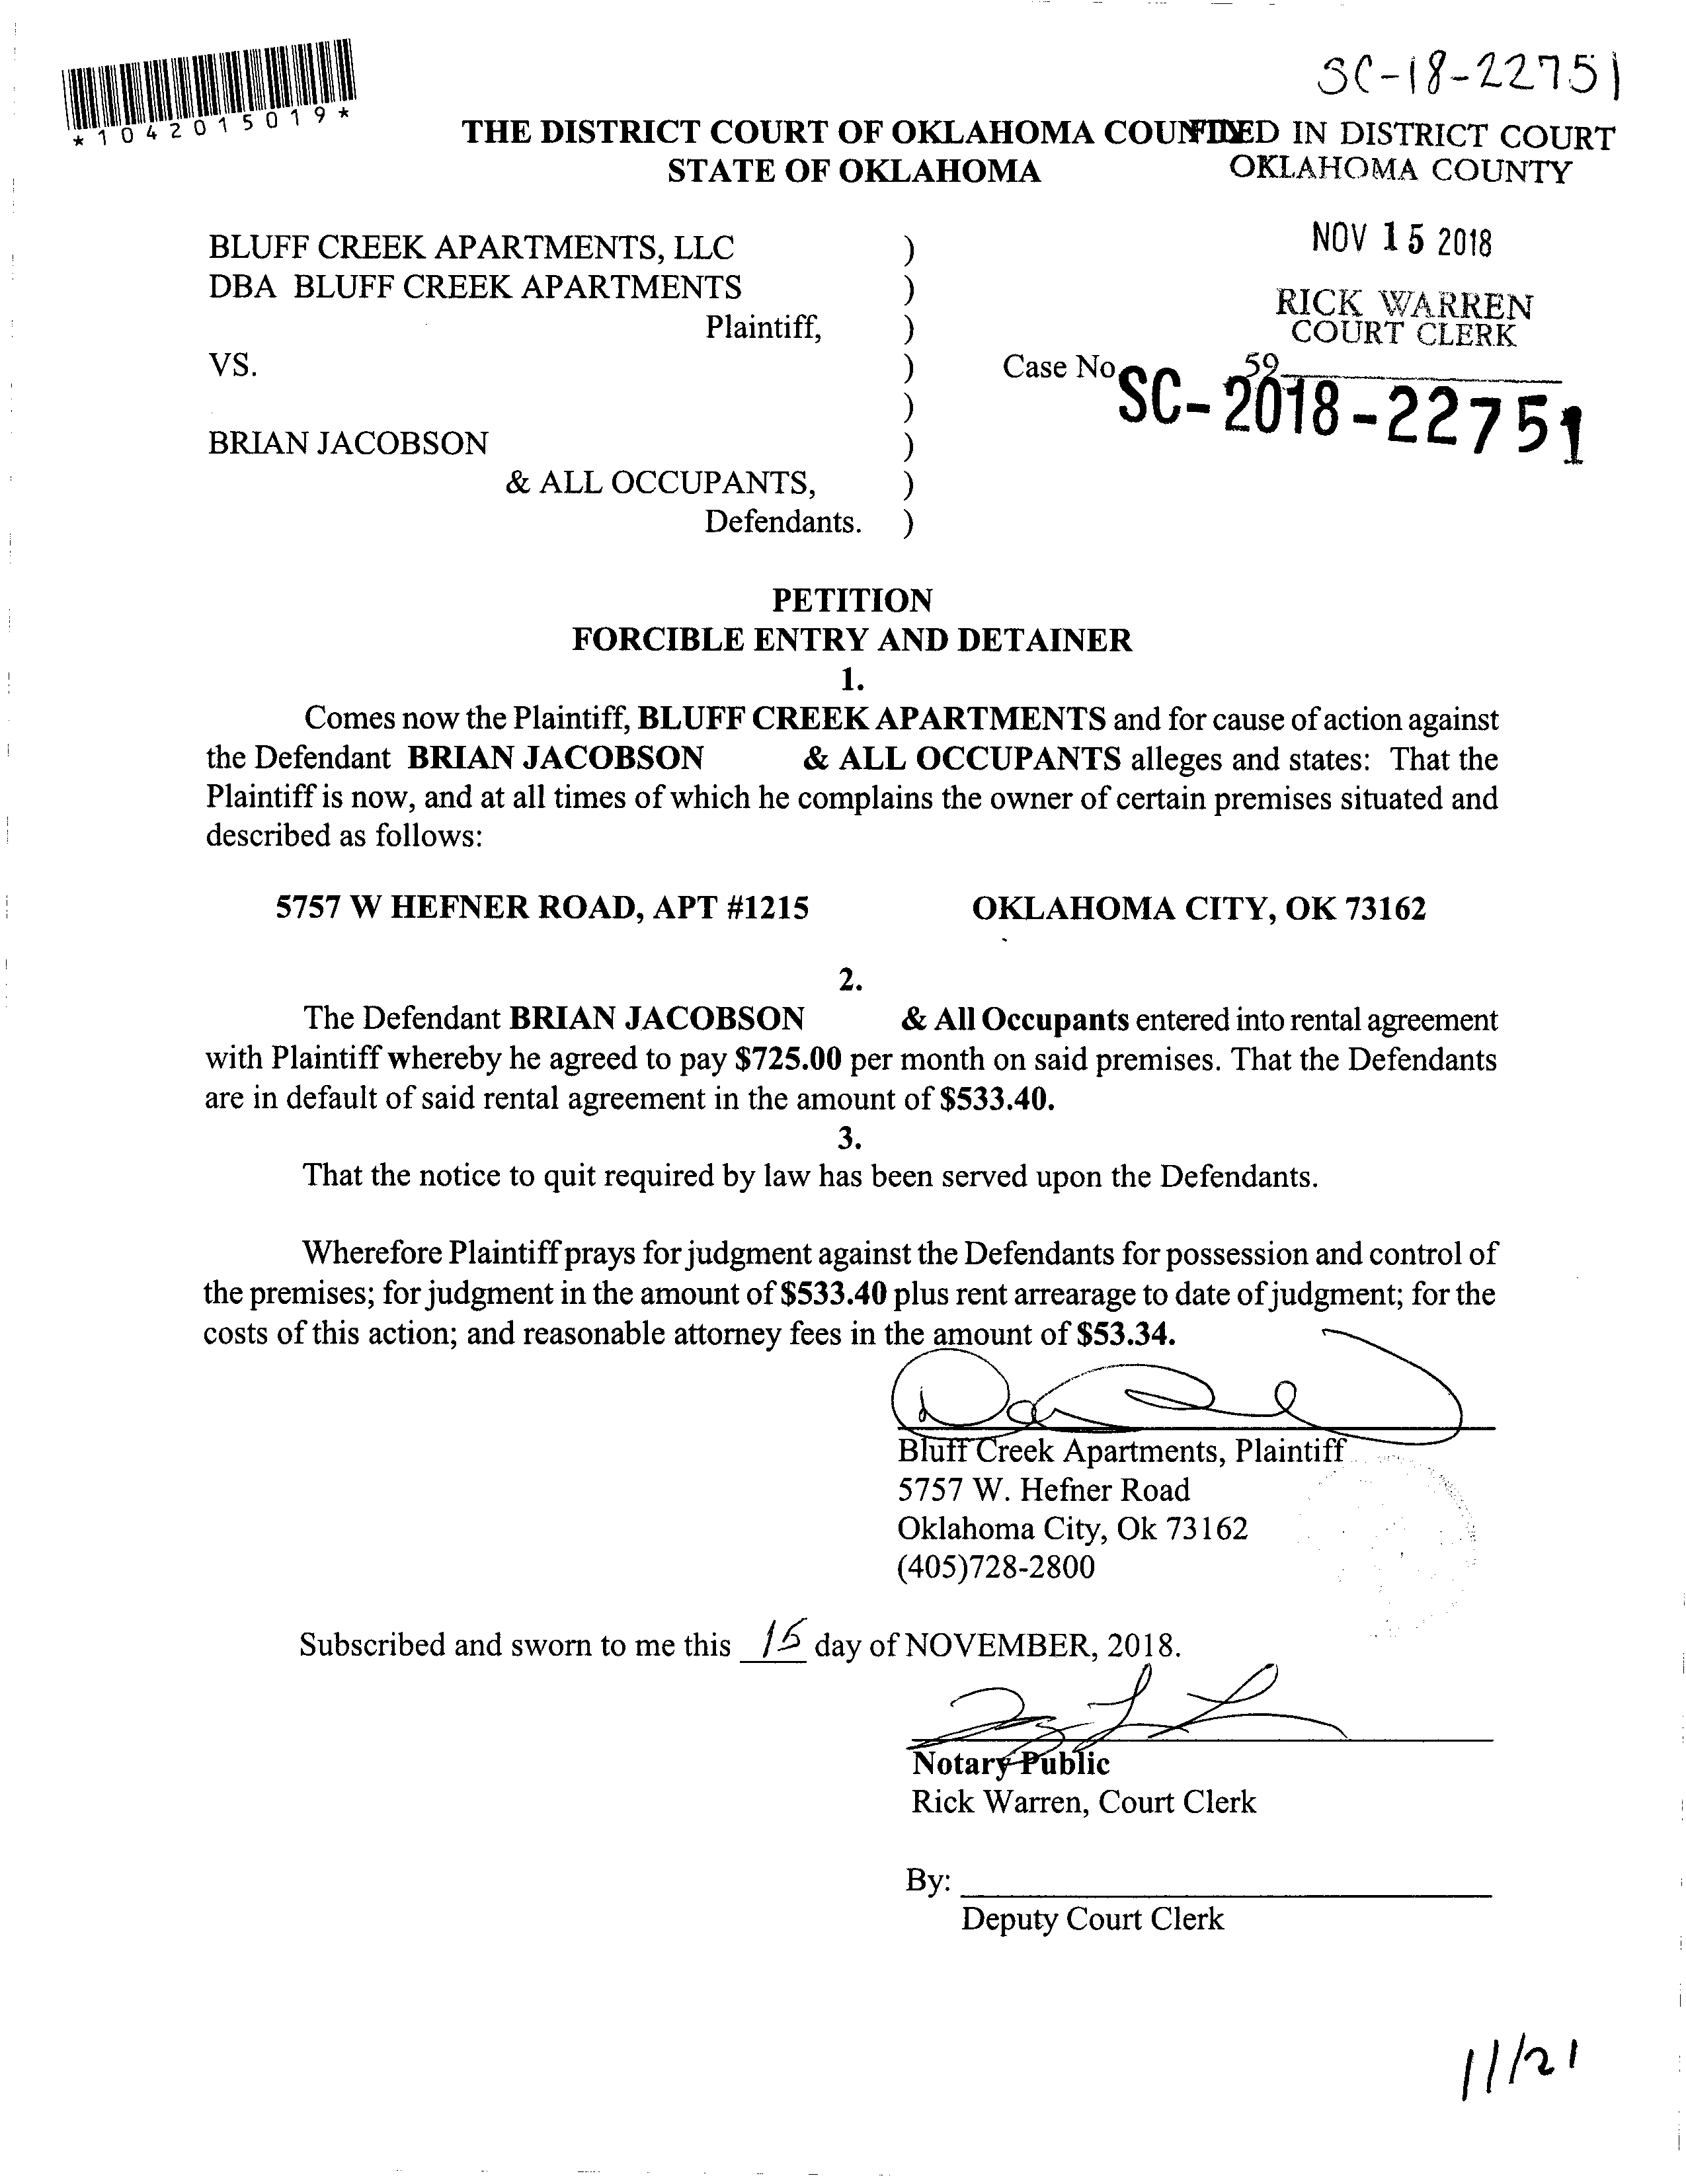 SC-18-22751
*1042015019*
THE DISTRICT COURT OF OKLAHOMA COUNTY
STATE OF OKLAHOMA
FILED IN DISTRICT COURT
OKLAHOMA COUNTY
NOV 15 2018
RICK WARREN
COURT CLERK
59
BLUFF CREEK APARTMENTS, LLC )
DBA BLUFF CREEK APARTMENTS )
Plaintiff, )
VS. ) Case No.
SC-2018-22751
)
BRIAN JACOBSON )
& ALL OCCUPANTS, )
Defendants. )
PETITION
FORCIBLE ENTRY AND DETAINER
1.
Comes now the Plaintiff, BLUFF CREEK APARTMENTS and for cause of action against
the Defendant BRIAN JACOBSON & ALL OCCUPANTS alleges and states: That the
Plaintiff is now, and at all times of which he complains the owner of certain premises situated and
described as follows:
5757 W HEFNER ROAD, APT #1215 OKLAHOMA CITY, OK 73162
2.
The Defendant BRIAN JACOBSON & All Occupants entered into rental agreement
with Plaintiff whereby he agreed to pay $725.00 per month on said premises. That the Defendants
are in default of said rental agreement in the amount of $533.40.
3.
That the notice to quit required by law has been served upon the Defendants.
Wherefore Plaintiff prays for judgment against the Defendants for possession and control of
the premises; for judgment in the amount of $533.40 plus rent arrearage to date of judgment; for the
costs of this action; and reasonable attorney fees in the amount of $53.34.
Bluff Creek Apartments, Plaintiff
5757 W. Hefner Road
Oklahoma City, Ok 73162
(405)728-2800
Subscribed and sworn to me this 15 day of NOVEMBER, 2018.
Notary Public
Rick Warren, Court Clerk
By:
Deputy Court Clerk
11/21